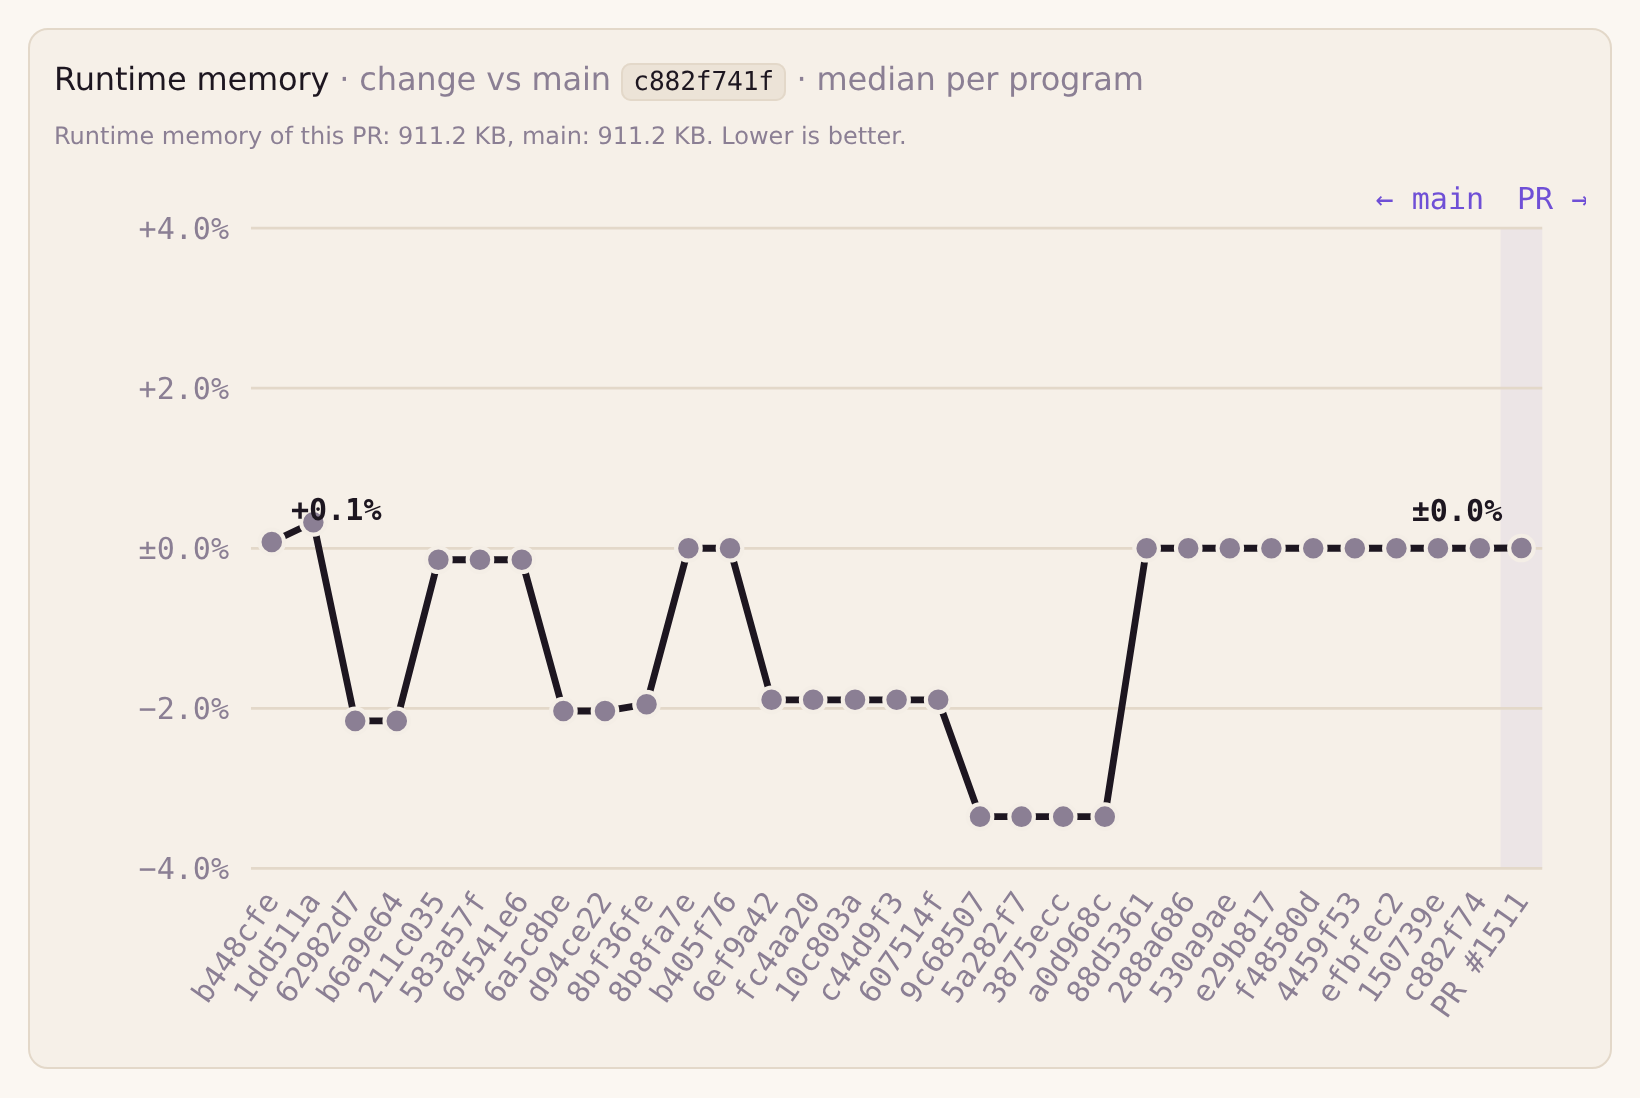 Runtime memory · change vs main c882f741f · median per program
Runtime memory of this PR: 911.2 KB, main: 911.2 KB. Lower is better.
← main PR →
+4.0%
+2.0%
±0.0%
−2.0%
−4.0%
+0.1%
±0.0%
b448cfe
1dd511a
62982d7
b6a9e64
211c035
583a57f
64541e6
6a5c8be
d94ce22
8bf36fe
8b8fa7e
b405f76
6ef9a42
fc4aa20
10c803a
c44d9f3
607514f
9c68507
5a282f7
3875ecc
a0d968c
88d5361
288a686
530a9ae
e29b817
f48580d
4459f53
efbfec2
150739e
c882f74
PR #1511